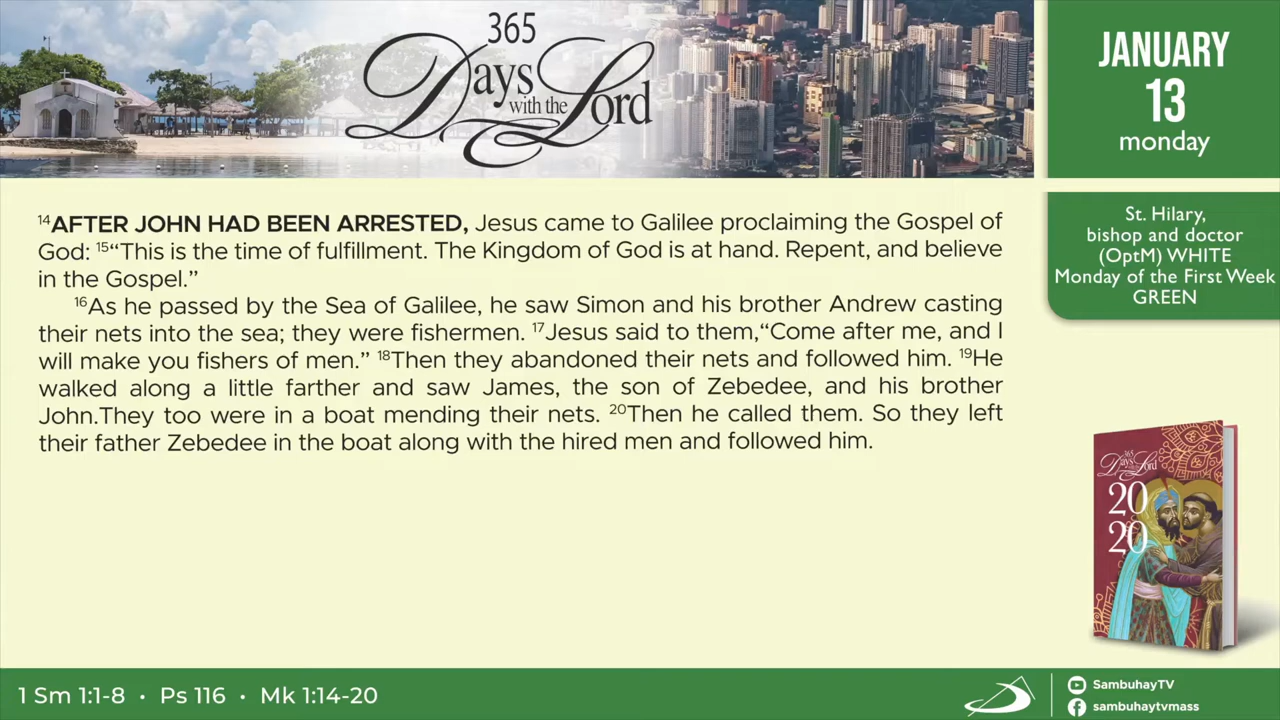 365
Days
with the
Lord
JANUARY
13
monday
St. Hilary,
bishop and doctor
(OptM) WHITE
Monday of the First Week
GREEN
¹⁴AFTER JOHN HAD BEEN ARRESTED, Jesus came to Galilee proclaiming the Gospel of
God: ¹⁵“This is the time of fulfillment. The Kingdom of God is at hand. Repent, and believe
in the Gospel.”
¹⁶As he passed by the Sea of Galilee, he saw Simon and his brother Andrew casting
their nets into the sea; they were fishermen. ¹⁷Jesus said to them,“Come after me, and I
will make you fishers of men.” ¹⁸Then they abandoned their nets and followed him. ¹⁹He
walked along a little farther and saw James, the son of Zebedee, and his brother
John.They too were in a boat mending their nets. ²⁰Then he called them. So they left
their father Zebedee in the boat along with the hired men and followed him.
365
Days
with the
Lord
20
20
1 Sm 1:1-8 • Ps 116 • Mk 1:14-20
SambuhayTV
sambuhaytvmass